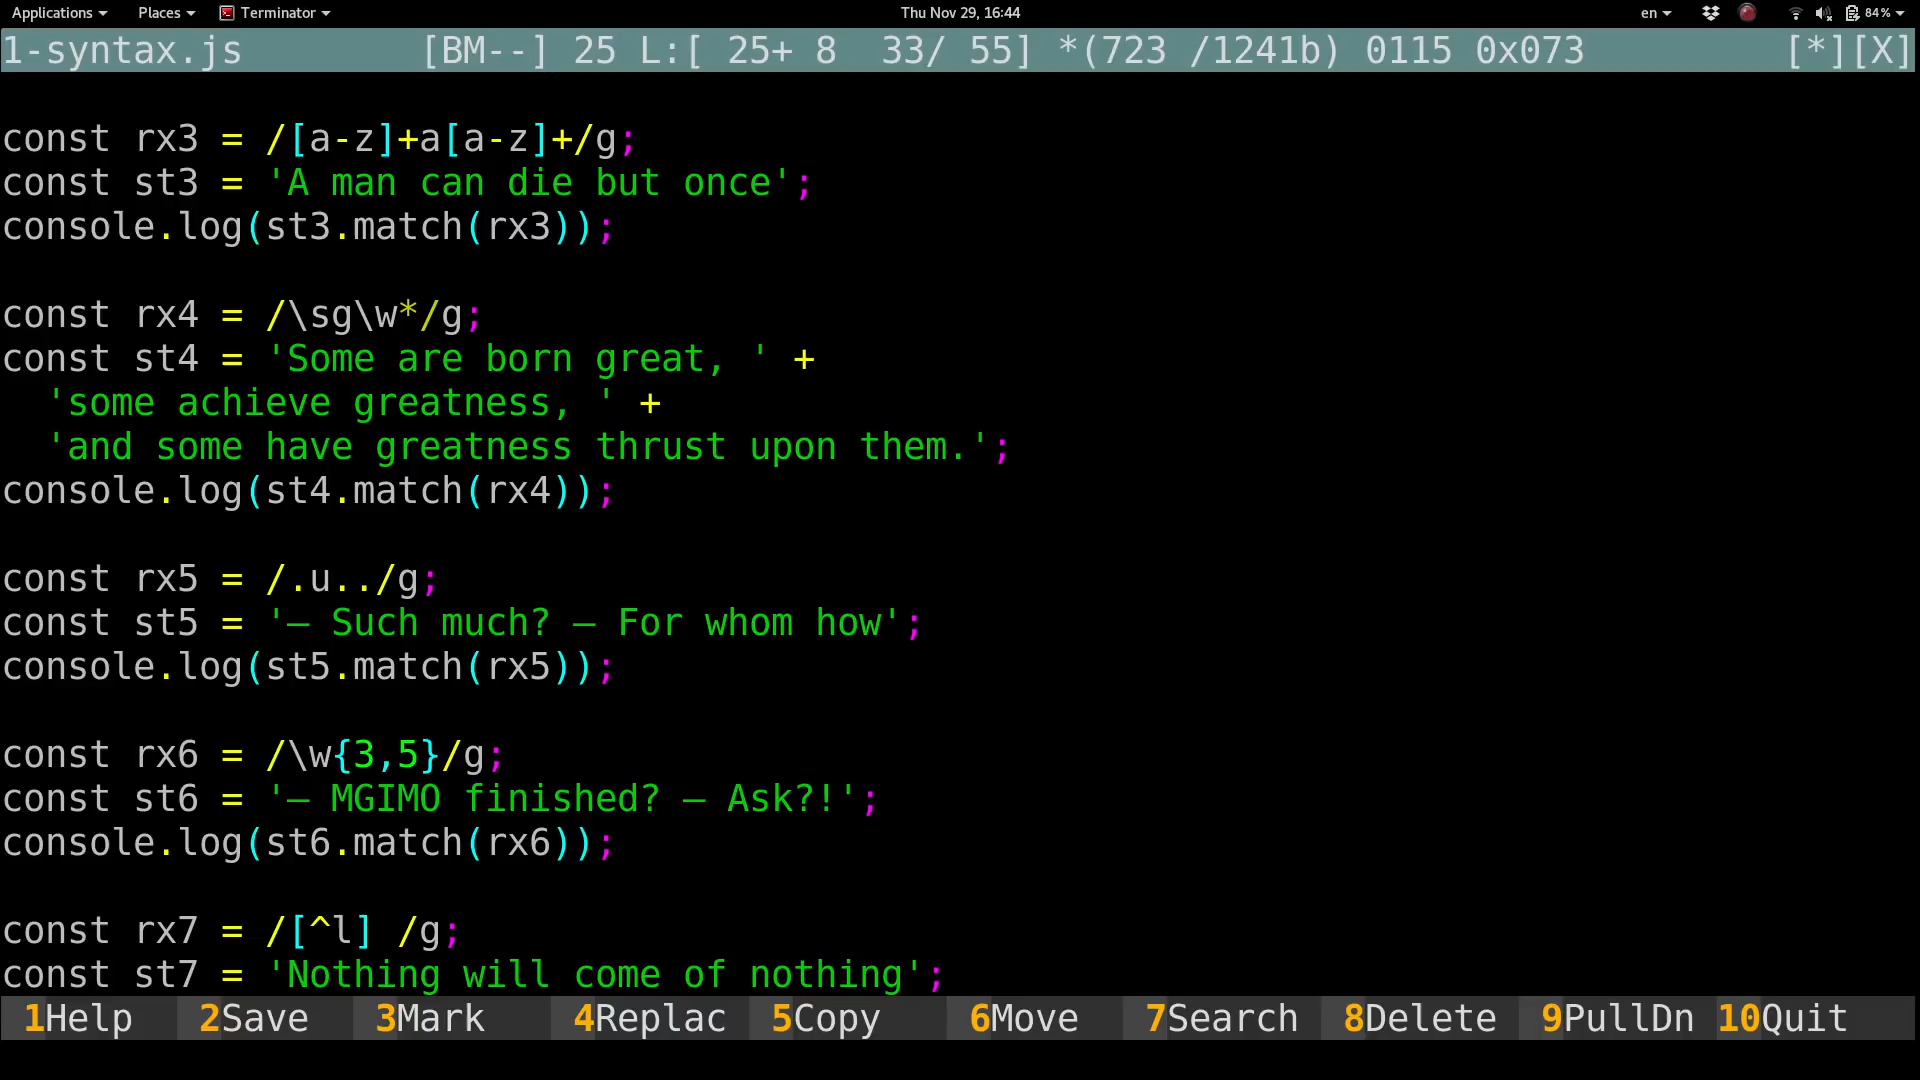 Applications Places Terminator Thu Nov 29, 16:44 en 84%
1-syntax.js [BM--] 25 L:[ 25+ 8 33/ 55] *(723 /1241b) 0115 0x073 [*][X]
const rx3 = /[a-z]+a[a-z]+/g;
const st3 = 'A man can die but once';
console.log(st3.match(rx3));
const rx4 = /\sg\w*/g;
const st4 = 'Some are born great, ' +
'some achieve greatness, ' +
'and some have greatness thrust upon them.';
console.log(st4.match(rx4));
const rx5 = /.u../g;
const st5 = '— Such much? — For whom how';
console.log(st5.match(rx5));
const rx6 = /\w{3,5}/g;
const st6 = '— MGIMO finished? — Ask?!';
console.log(st6.match(rx6));
const rx7 = /[^l] /g;
const st7 = 'Nothing will come of nothing';
1Help 2Save 3Mark 4Replac 5Copy 6Move 7Search 8Delete 9PullDn 10Quit